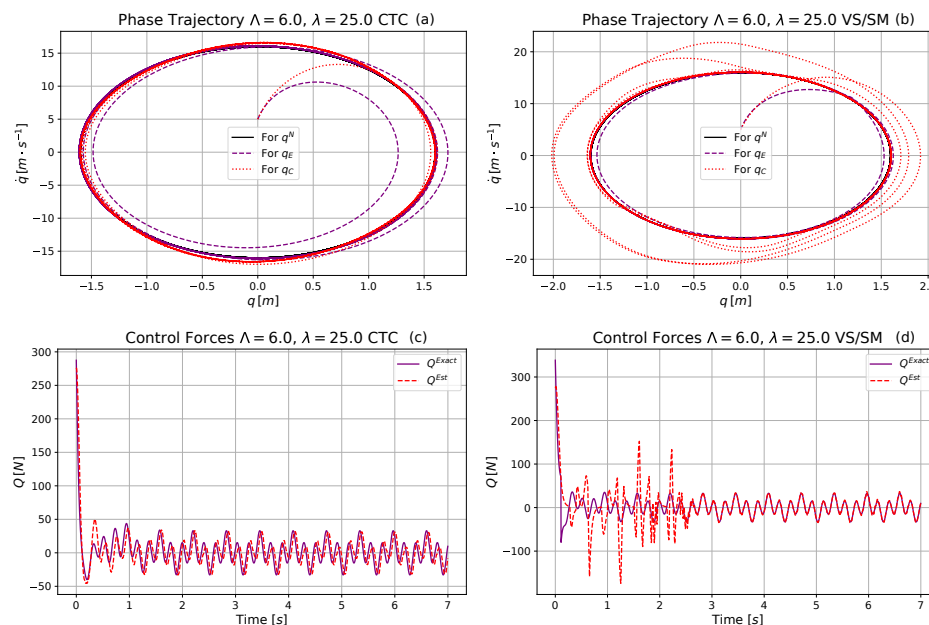 Phase Trajectory Λ = 6.0, λ = 25.0 CTC (a)
q̇ [m · s⁻¹]
15
10
5
0
−5
−10
−15
For q^N
For q_E
For q_C
−1.5 −1.0 −0.5 0.0 0.5 1.0 1.5
q [m]
Phase Trajectory Λ = 6.0, λ = 25.0 VS/SM (b)
q̇ [m · s⁻¹]
20
10
0
−10
−20
For q^N
For q_E
For q_C
−2.0 −1.5 −1.0 −0.5 0.0 0.5 1.0 1.5 2.0
q [m]
Control Forces Λ = 6.0, λ = 25.0 CTC (c)
Q [N]
300
250
200
150
100
50
0
−50
Q^Exact
Q^Est
0 1 2 3 4 5 6 7
Time [s]
Control Forces Λ = 6.0, λ = 25.0 VS/SM (d)
Q [N]
300
200
100
0
−100
Q^Exact
Q^Est
0 1 2 3 4 5 6 7
Time [s]